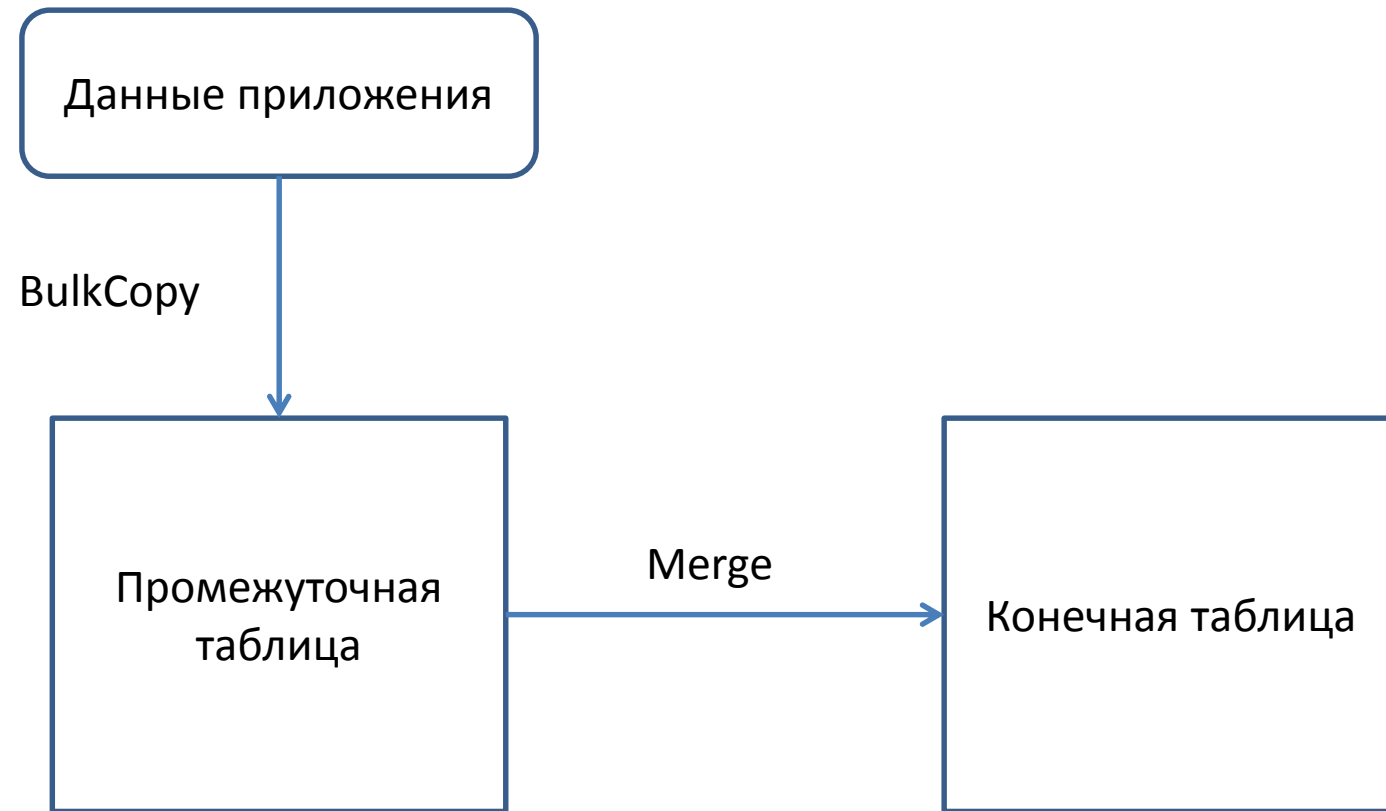 Данные приложения
BulkCopy
Промежуточная
таблица
Merge
Конечная таблица